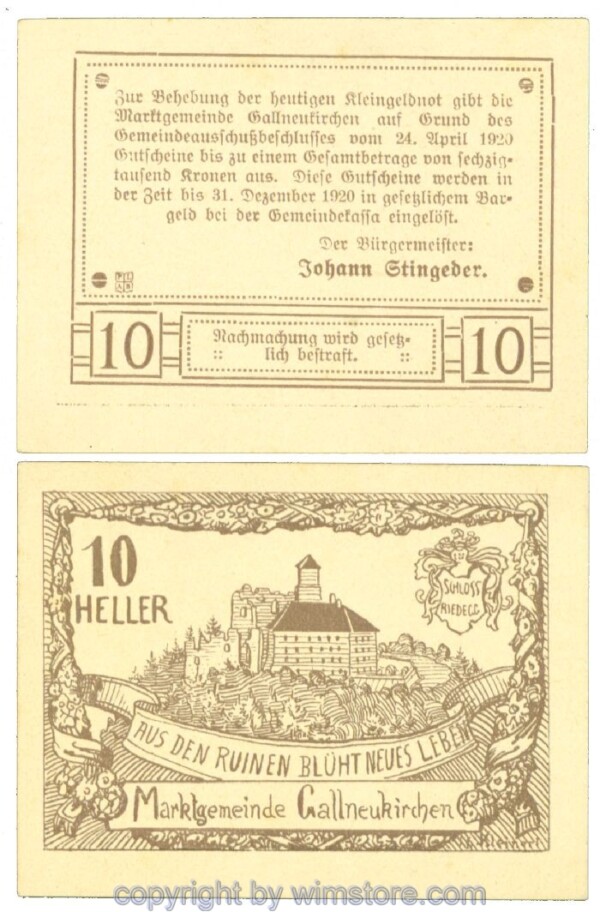 Zur Behebung der heutigen Kleingeldnot gibt die
Marktgemeinde Gallneukirchen auf Grund des
Gemeindeausschußbeschlusses vom 24. April 1920
Gutscheine bis zu einem Gesamtbetrage von sechzig-
tausend Kronen aus. Diese Gutscheine werden in
der Zeit bis 31. Dezember 1920 in gesetzlichem Bar-
geld bei der Gemeindekassa eingelöst.
Der Bürgermeister:
Johann Stingeder.
10
Nachmachung wird gesetz-
:: lich bestraft. ::
10
10
HELLER
SCHLOSS
RIEDEGG
AUS DEN RUINEN BLÜHT NEUES LEBEN
Marktgemeinde Gallneukirchen
copyright by wimstore.com